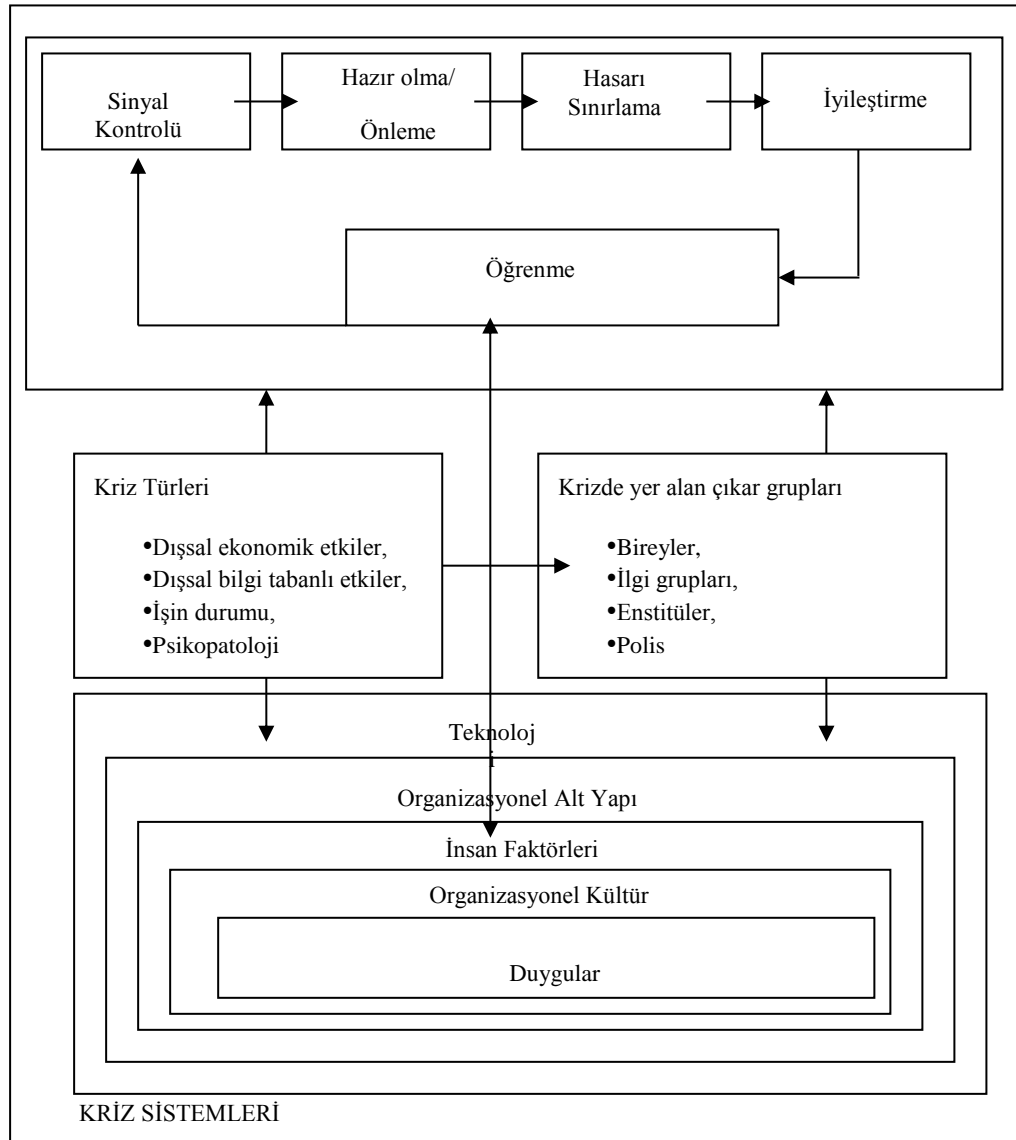 Sinyal
Kontrolü
Hazır olma/
Önleme
Hasarı
Sınırlama
İyileştirme
Öğrenme
Kriz Türleri
•Dışsal ekonomik etkiler,
•Dışsal bilgi tabanlı etkiler,
•İşin durumu,
•Psikopatoloji
Krizde yer alan çıkar grupları
•Bireyler,
•İlgi grupları,
•Enstitüler,
•Polis
Teknoloj
i
Organizasyonel Alt Yapı
İnsan Faktörleri
Organizasyonel Kültür
Duygular
KRİZ SİSTEMLERİ